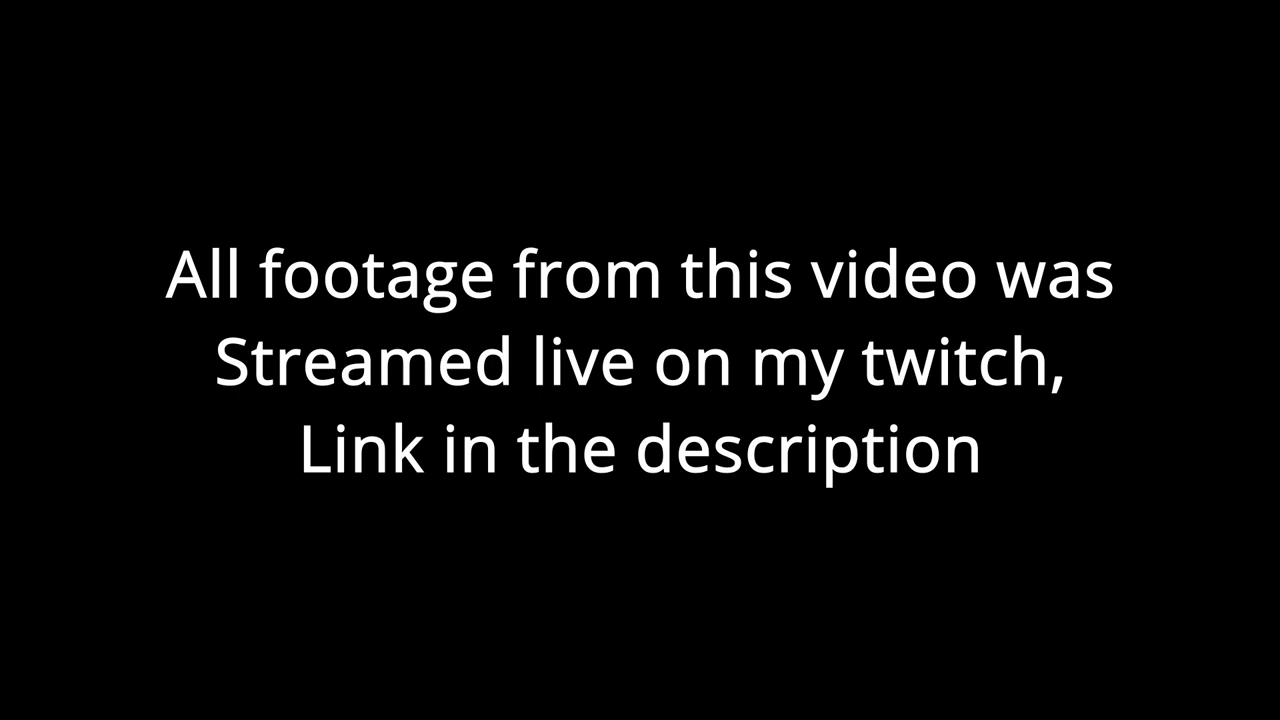 All footage from this video was
Streamed live on my twitch,
Link in the description